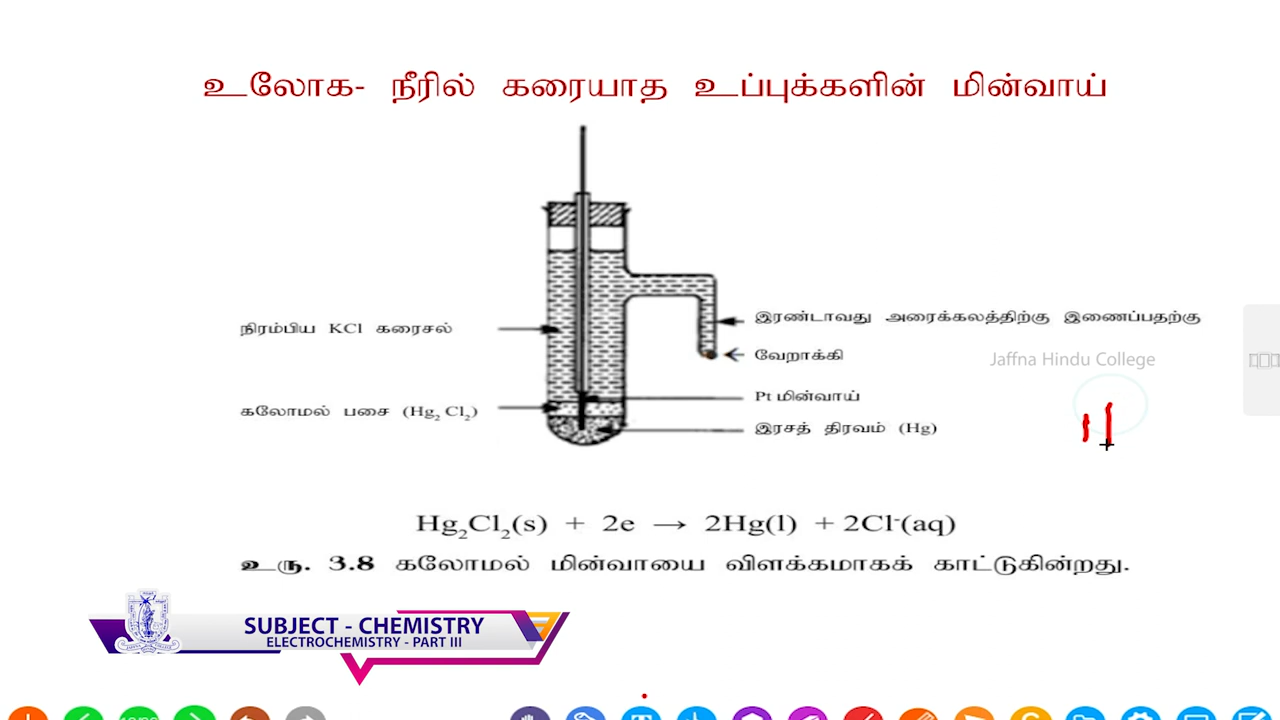 உலோக- நீரில் கரையாத உப்புக்களின் மின்வாய்
நிரம்பிய KCl கரைசல்
இரண்டாவது அரைக்கலத்திற்கு இணைப்பதற்கு
வேறாக்கி
Jaffna Hindu College
Pt மின்வாய்
கலோமல் பசை (Hg₂ Cl₂)
இரசத் திரவம் (Hg)
Hg₂Cl₂(s) + 2e → 2Hg(l) + 2Cl⁻(aq)
உரு. 3.8 கலோமல் மின்வாயை விளக்கமாகக் காட்டுகின்றது.
SUBJECT - CHEMISTRY
ELECTROCHEMISTRY - PART III